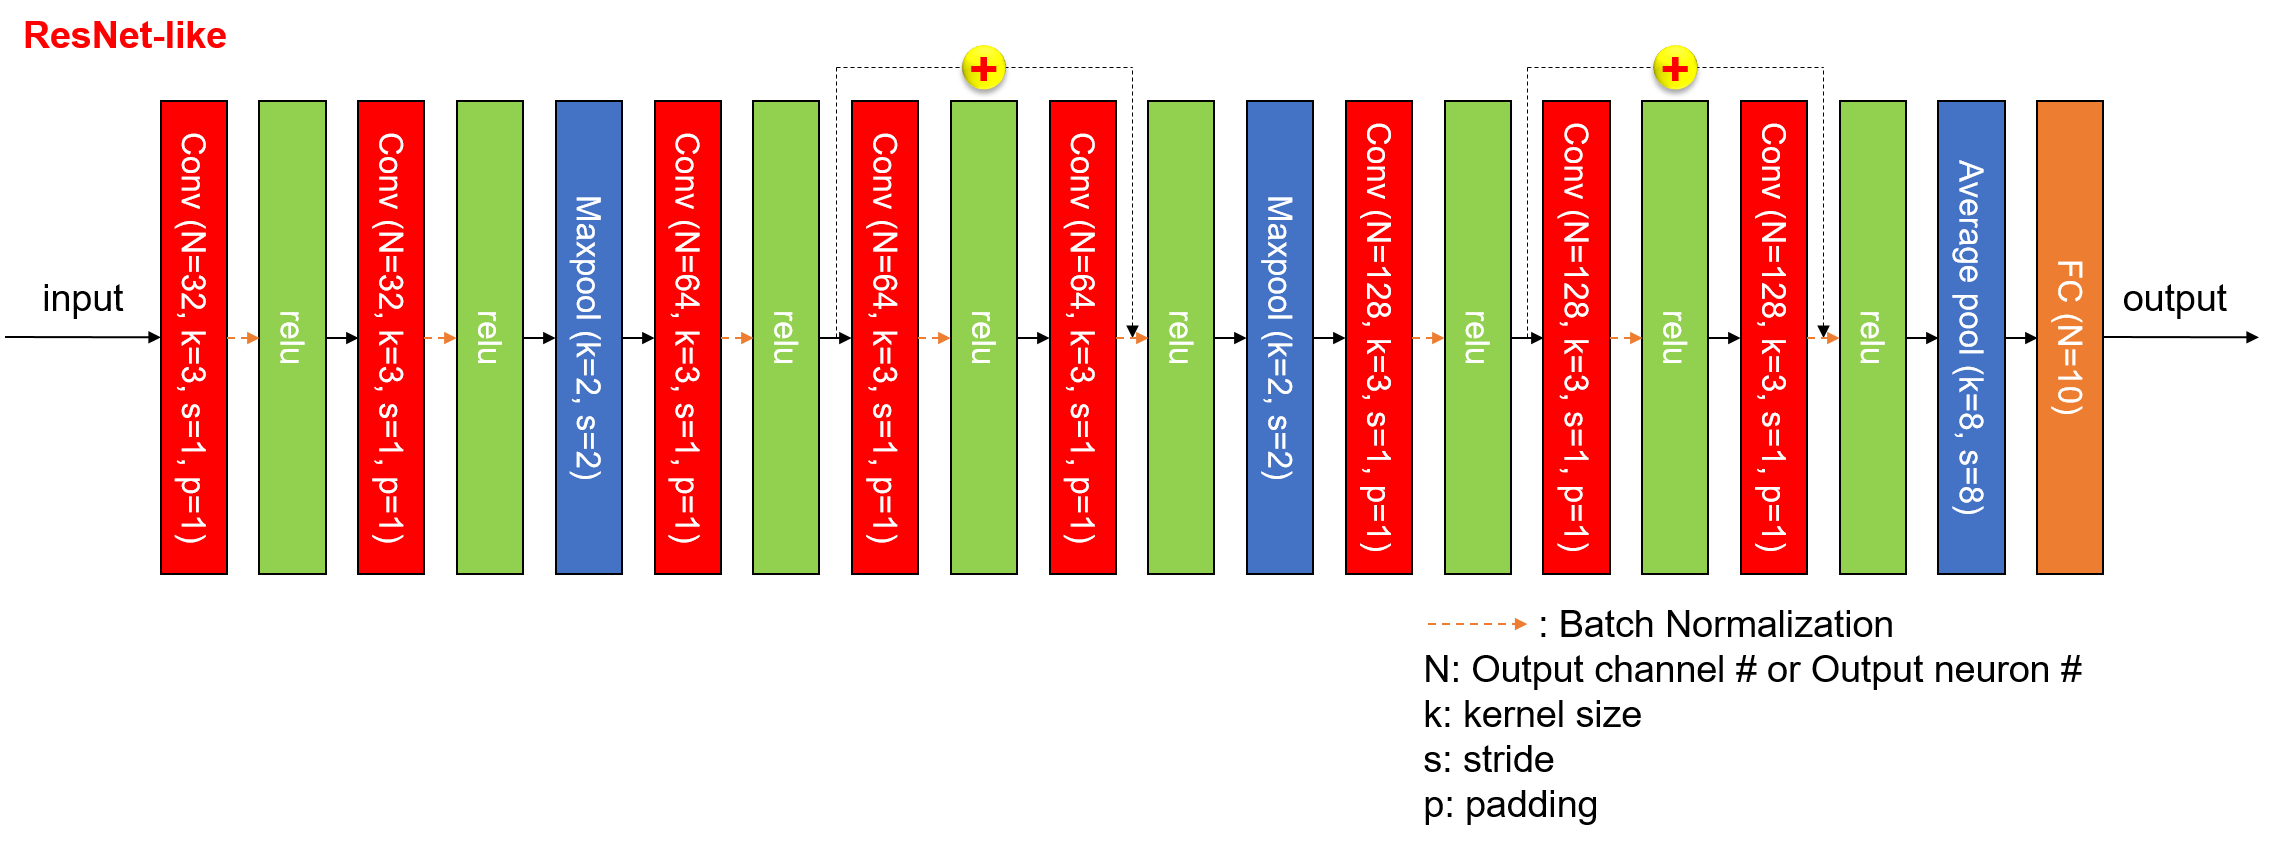 ResNet-like
input
Conv (N=32, k=3, s=1, p=1)
relu
Conv (N=32, k=3, s=1, p=1)
relu
Maxpool (k=2, s=2)
Conv (N=64, k=3, s=1, p=1)
relu
Conv (N=64, k=3, s=1, p=1)
relu
Conv (N=64, k=3, s=1, p=1)
relu
Maxpool (k=2, s=2)
Conv (N=128, k=3, s=1, p=1)
relu
Conv (N=128, k=3, s=1, p=1)
relu
Conv (N=128, k=3, s=1, p=1)
relu
Average pool (k=8, s=8)
FC (N=10)
output
: Batch Normalization
N: Output channel # or Output neuron #
k: kernel size
s: stride
p: padding